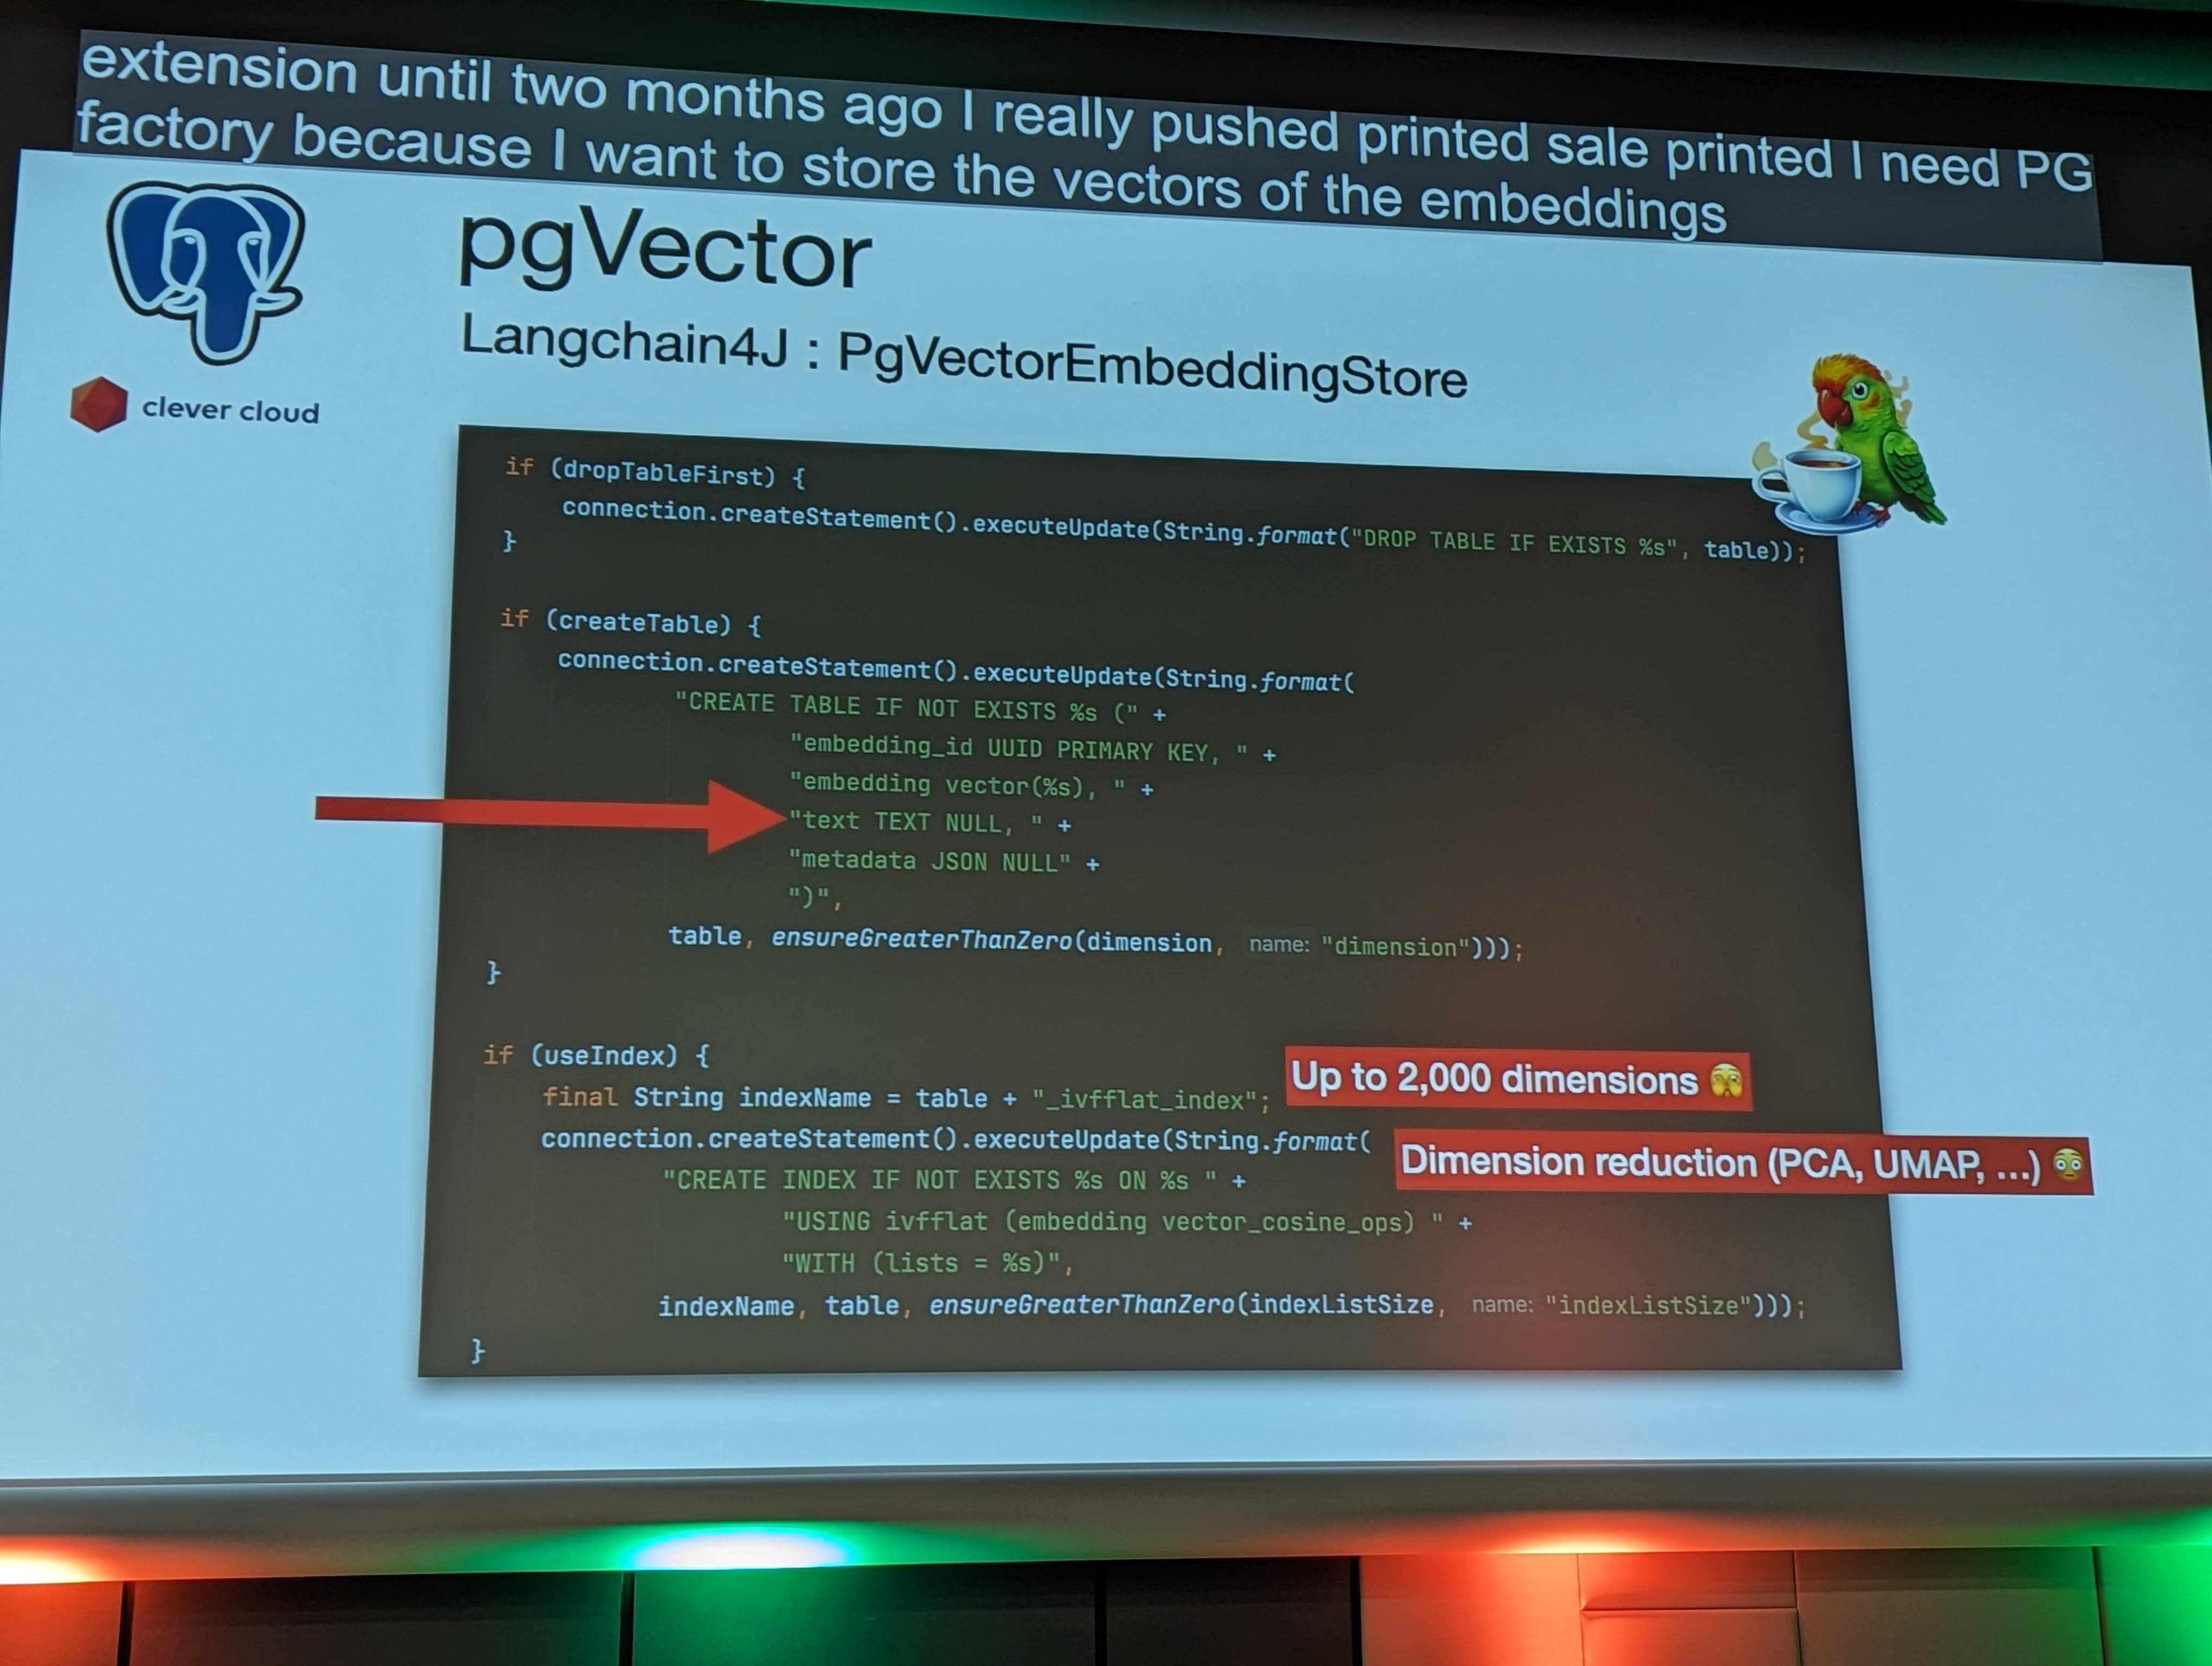 extension until two months ago I really pushed printed sale printed I need PG
factory because I want to store the vectors of the embeddings
pgVector
Langchain4J : PgVectorEmbeddingStore
clever cloud
if (dropTableFirst) {
connection.createStatement().executeUpdate(String.format("DROP TABLE IF EXISTS %s", table));
}
if (createTable) {
connection.createStatement().executeUpdate(String.format(
"CREATE TABLE IF NOT EXISTS %s (" +
"embedding_id UUID PRIMARY KEY, " +
"embedding vector(%s), " +
"text TEXT NULL, " +
"metadata JSON NULL" +
")",
table, ensureGreaterThanZero(dimension, name: "dimension")));
}
if (useIndex) {
final String indexName = table + "_ivfflat_index";
Up to 2,000 dimensions 🫣
connection.createStatement().executeUpdate(String.format(
Dimension reduction (PCA, UMAP, ...) 😳
"CREATE INDEX IF NOT EXISTS %s ON %s " +
"USING ivfflat (embedding vector_cosine_ops) " +
"WITH (lists = %s)",
indexName, table, ensureGreaterThanZero(indexListSize, name: "indexListSize")));
}